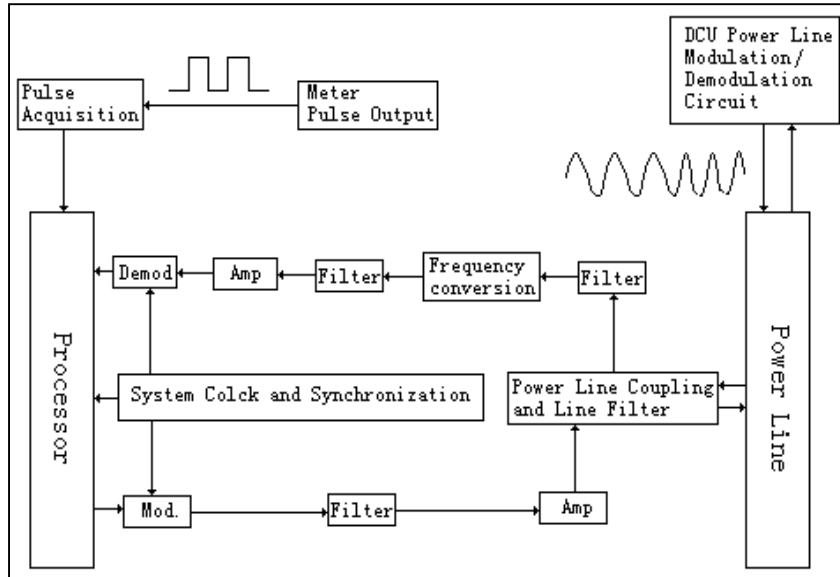 DCU Power Line
Modulation/
Demodulation
Circuit
Pulse
Acquisition
Meter
Pulse Output
Processor
Demod
Amp
Filter
Frequency
conversion
Filter
Power Line
System Colck and Synchronization
Power Line Coupling
and Line Filter
Mod.
Filter
Amp